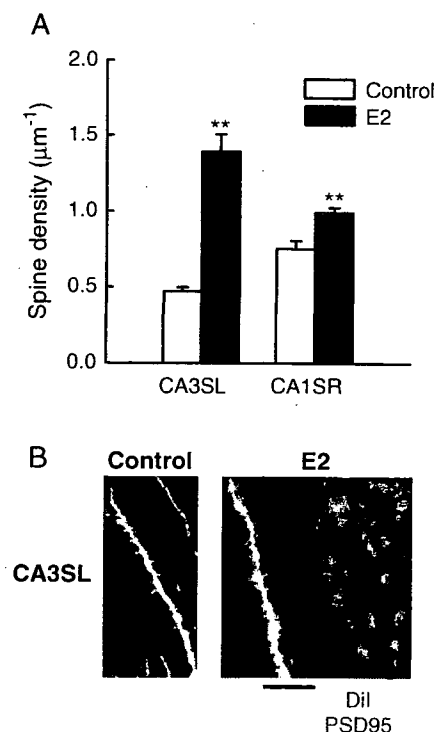 A
2.0
1.5
1.0
0.5
0.0
Spine density (μm-1)
**
**
Control
E2
CA3SL
CA1SR
B
Control
E2
CA3SL
DiI
PSD95